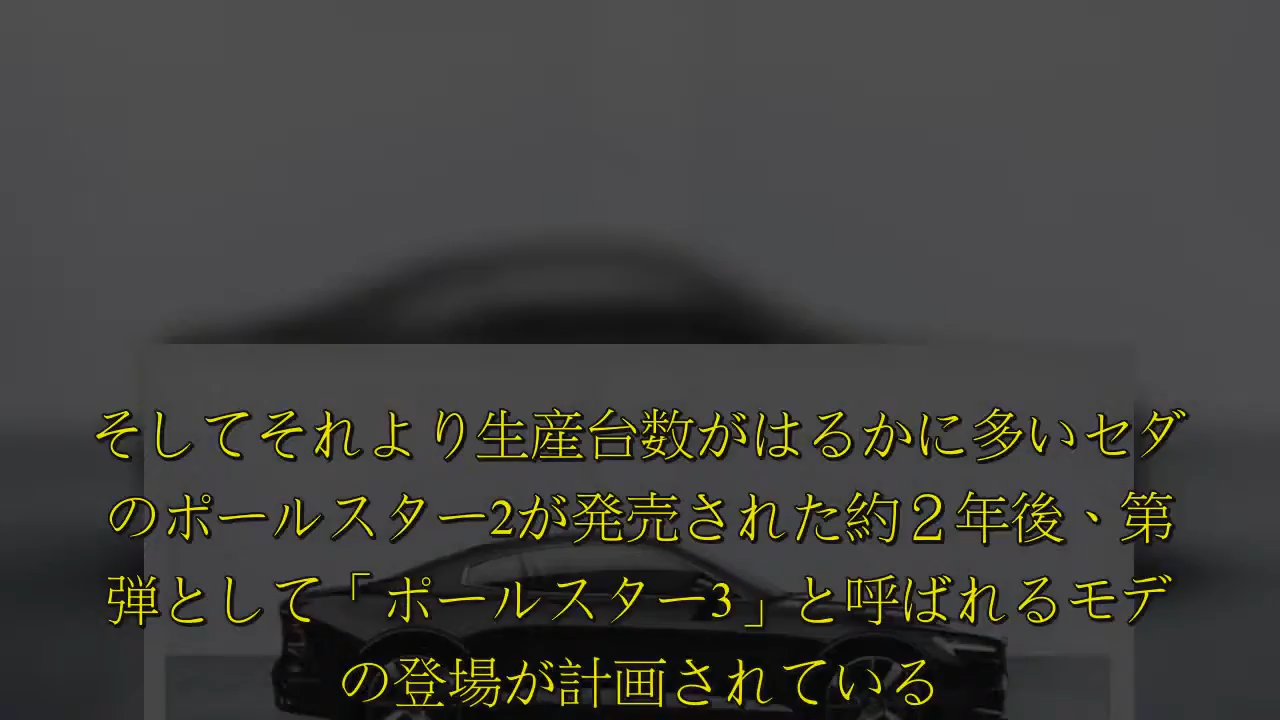 そしてそれより生産台数がはるかに多いセダ
のポールスター2が発売された約２年後、第
弾として「ポールスター3」と呼ばれるモデ
の登場が計画されている